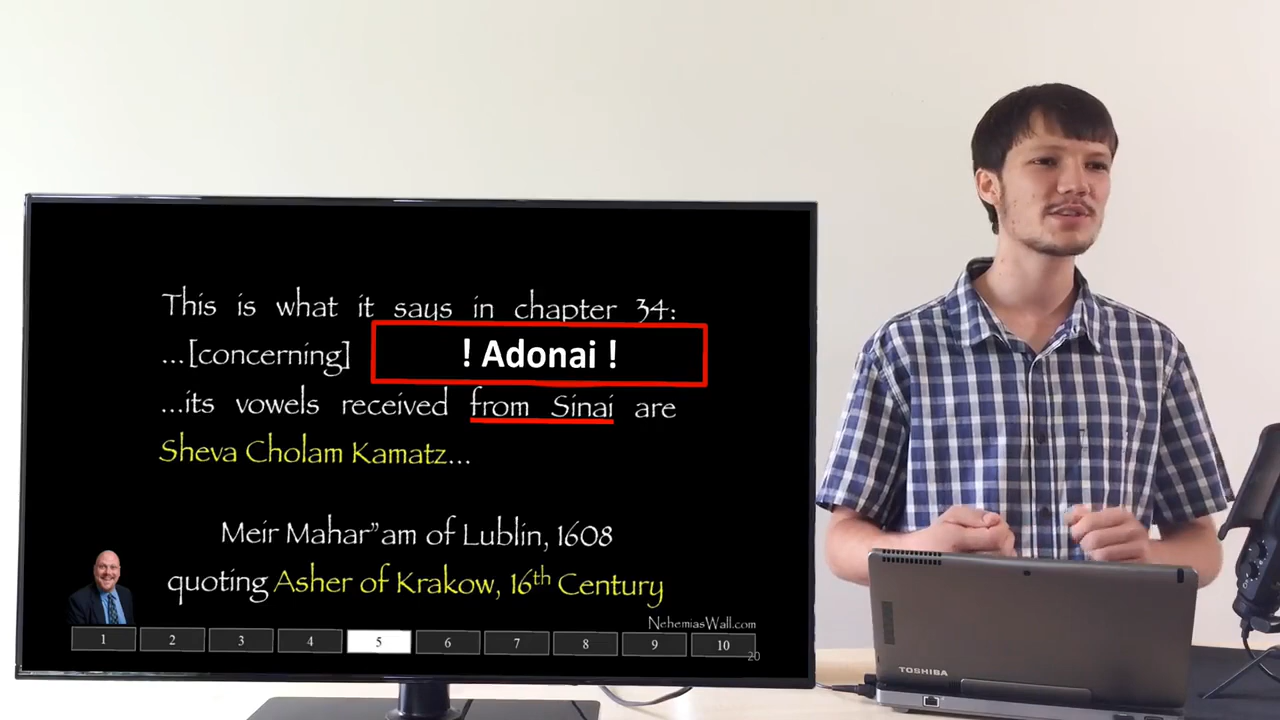 This is what it says in chapter 34:
...[concerning] ! Adonai !
...its vowels received from Sinai are
Sheva Cholam Kamatz...
Meir Mahar"am of Lublin, 1608
quoting Asher of Krakow, 16th Century
NehemiasWall.com
1 2 3 4 5 6 7 8 9 10
20
TOSHIBA